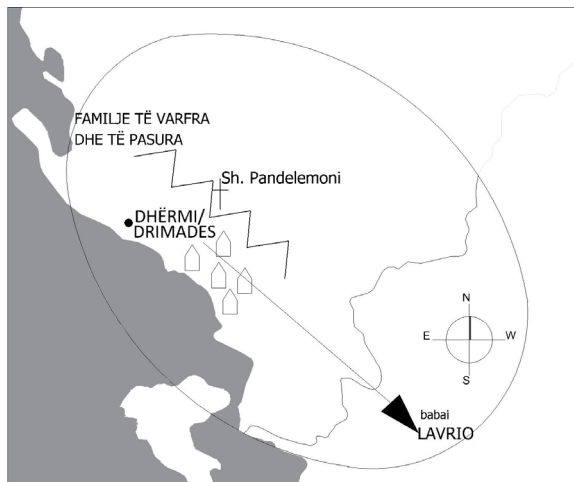 FAMILJE TË VARFRA
DHE TË PASURA
Sh. Pandelemoni
DHËRMI/
DRIMADES
N
E W
S
babai
LAVRIO